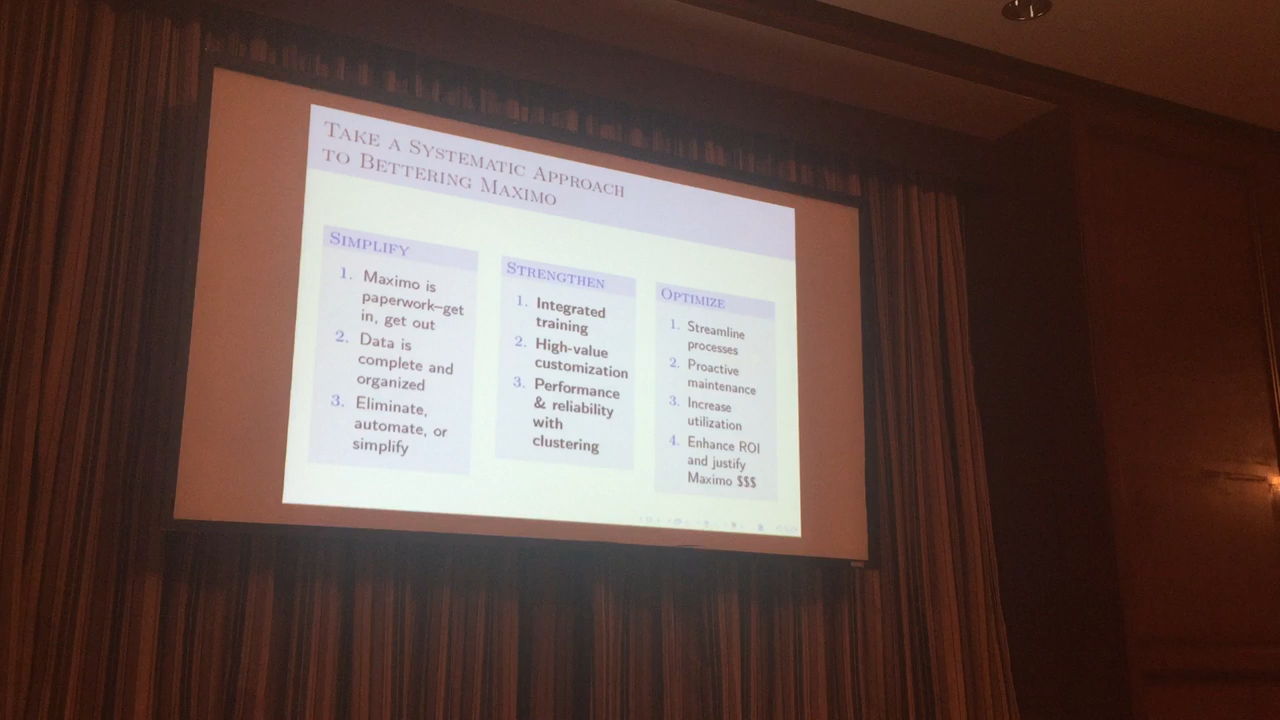 TAKE A SYSTEMATIC APPROACH
TO BETTERING MAXIMO
SIMPLIFY
1. Maximo is
paperwork–get
in, get out
2. Data is
complete and
organized
3. Eliminate,
automate, or
simplify
STRENGTHEN
1. Integrated
training
2. High-value
customization
3. Performance
& reliability
with
clustering
OPTIMIZE
1. Streamline
processes
2. Proactive
maintenance
3. Increase
utilization
4. Enhance ROI
and justify
Maximo $$$